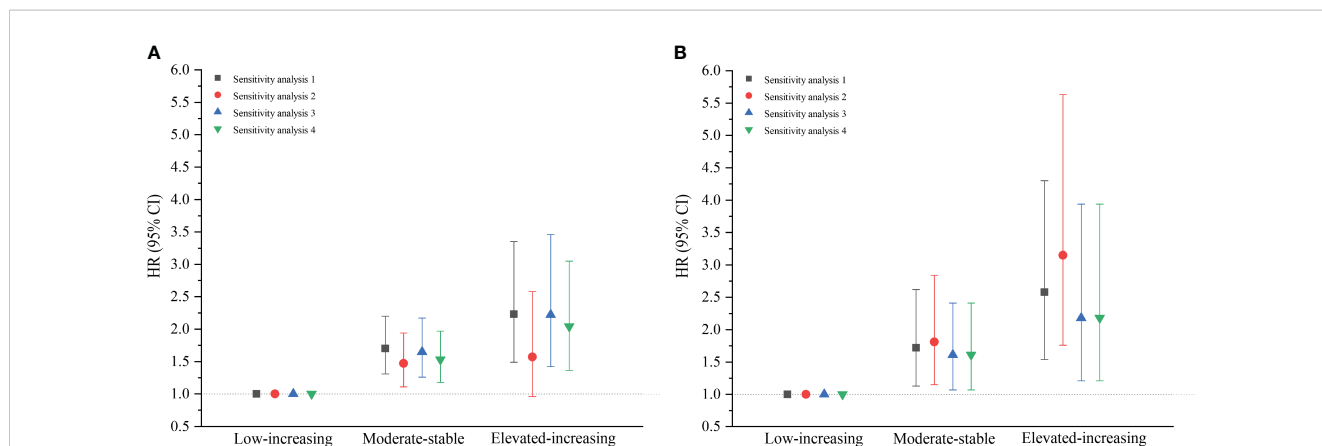 A
6.0
5.5
5.0
4.5
4.0
3.5
3.0
2.5
2.0
1.5
1.0
0.5
HR (95% CI)
Sensitivity analysis 1
Sensitivity analysis 2
Sensitivity analysis 3
Sensitivity analysis 4
Low-increasing
Moderate-stable
Elevated-increasing
B
6.0
5.5
5.0
4.5
4.0
3.5
3.0
2.5
2.0
1.5
1.0
0.5
HR (95% CI)
Sensitivity analysis 1
Sensitivity analysis 2
Sensitivity analysis 3
Sensitivity analysis 4
Low-increasing
Moderate-stable
Elevated-increasing